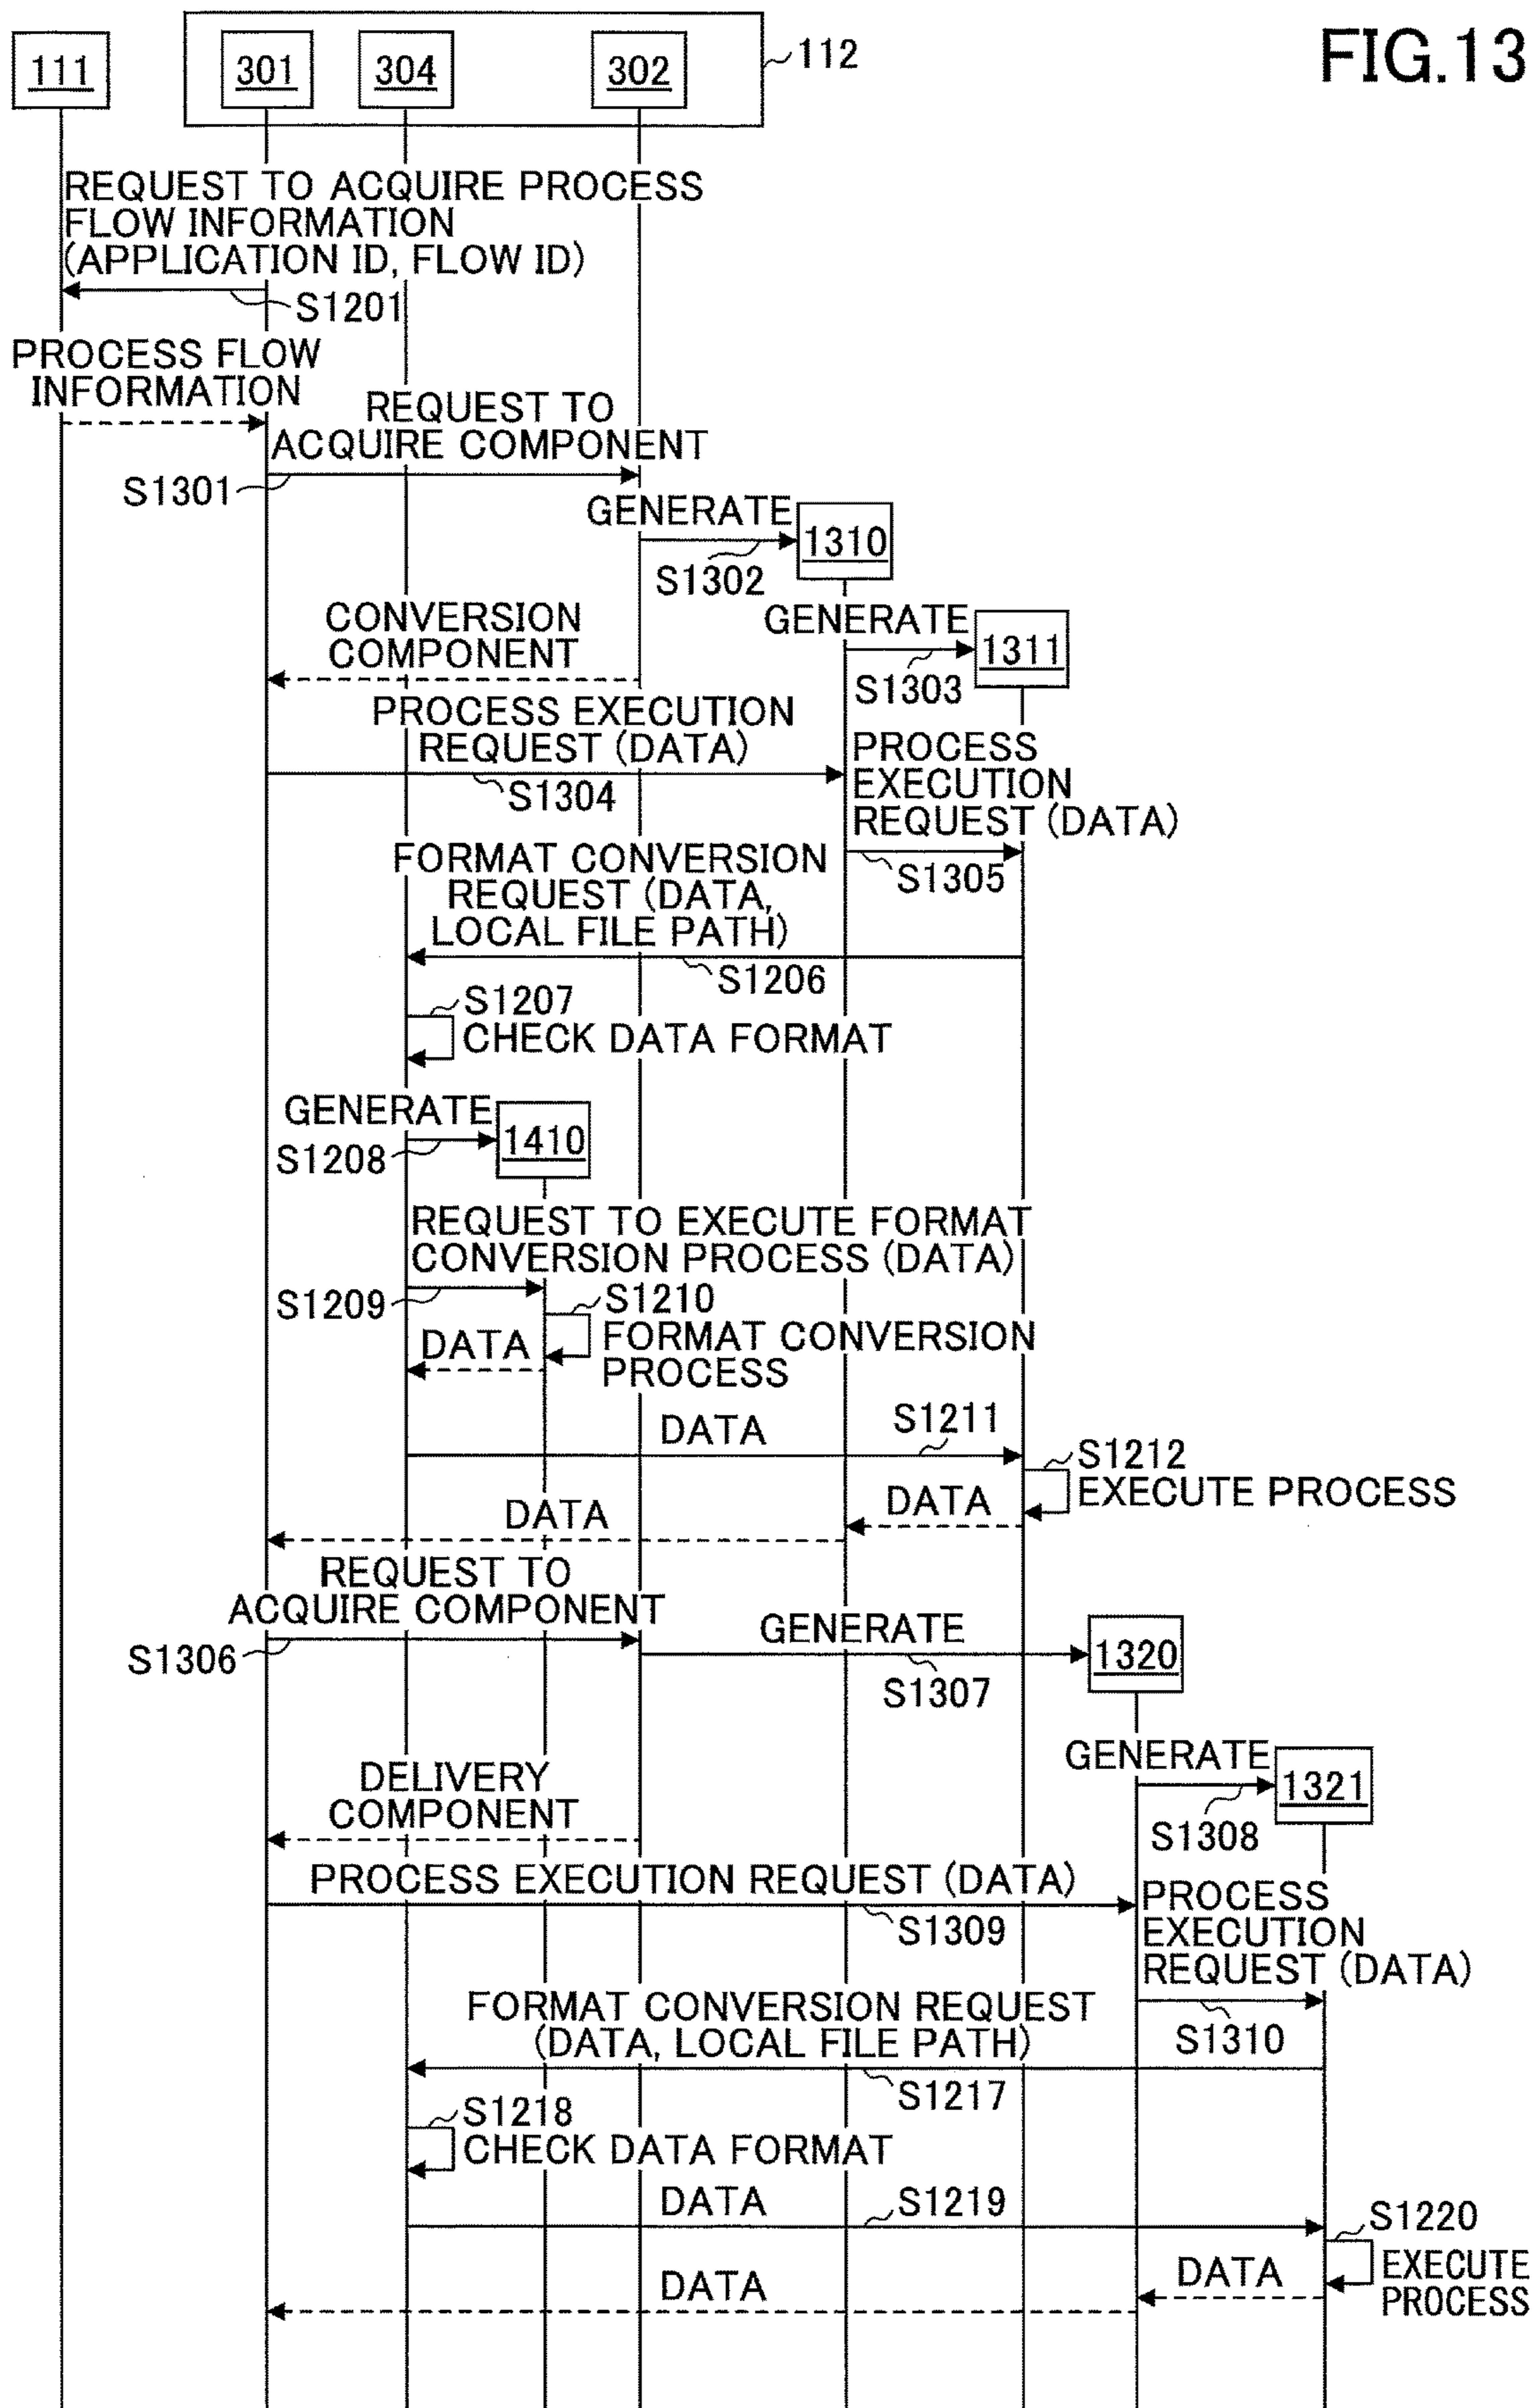 FIG.13
111
301
304
302
112
REQUEST TO ACQUIRE PROCESS
FLOW INFORMATION
(APPLICATION ID, FLOW ID)
S1201
PROCESS FLOW
INFORMATION
REQUEST TO
ACQUIRE COMPONENT
S1301
GENERATE
1310
S1302
CONVERSION
COMPONENT
GENERATE
1311
S1303
PROCESS EXECUTION
REQUEST (DATA)
S1304
PROCESS
EXECUTION
REQUEST (DATA)
S1305
FORMAT CONVERSION
REQUEST (DATA,
LOCAL FILE PATH)
S1206
S1207
CHECK DATA FORMAT
GENERATE
1410
S1208
REQUEST TO EXECUTE FORMAT
CONVERSION PROCESS (DATA)
S1209
S1210
FORMAT CONVERSION
PROCESS
DATA
DATA
S1211
S1212
EXECUTE PROCESS
DATA
DATA
REQUEST TO
ACQUIRE COMPONENT
S1306
GENERATE
1320
S1307
GENERATE
1321
S1308
DELIVERY
COMPONENT
PROCESS EXECUTION REQUEST (DATA)
S1309
PROCESS
EXECUTION
REQUEST (DATA)
S1310
FORMAT CONVERSION REQUEST
(DATA, LOCAL FILE PATH)
S1217
S1218
CHECK DATA FORMAT
DATA
S1219
S1220
EXECUTE
PROCESS
DATA
DATA